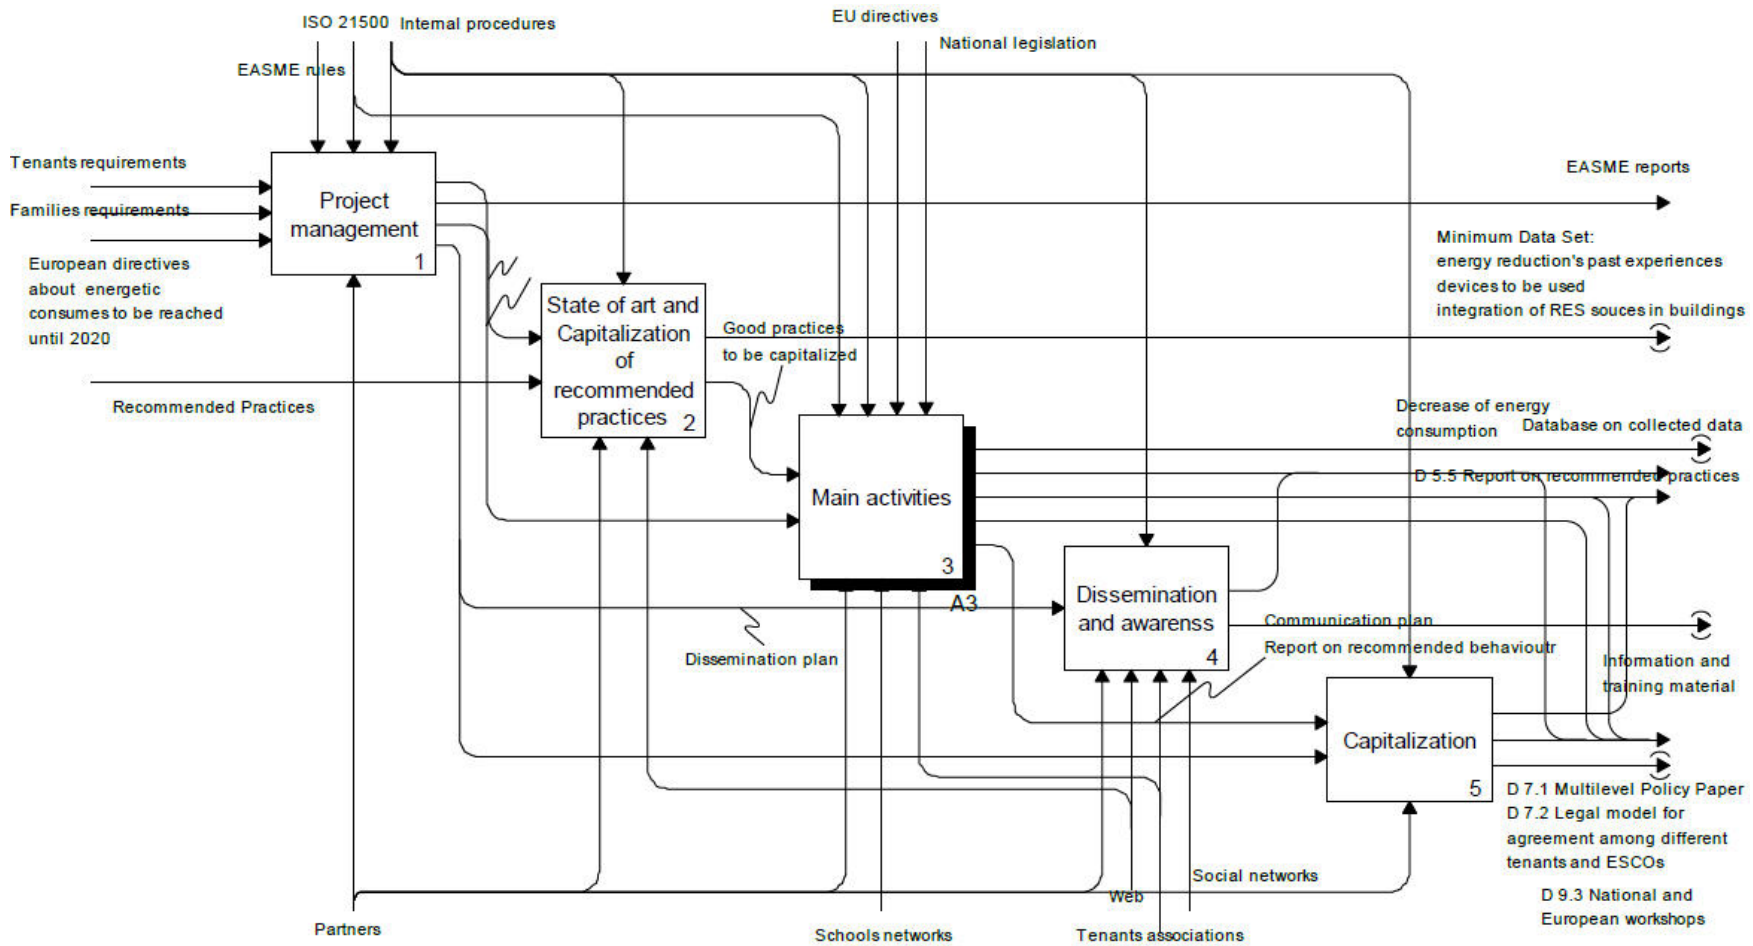 ISO 21500
Internal procedures
EU directives
National legislation
EASME rules
Tenants requirements
EASME reports
Project
management
1
Families requirements
Minimum Data Set:
energy reduction's past experiences
devices to be used
integration of RES souces in buildings
European directives
about energetic
consumes to be reached
until 2020
State of art and
Capitalization
of
recommended
practices
2
Good practices
to be capitalized
Recommended Practices
Decrease of energy
consumption
Database on collected data
D 5.5 Report on recommended practices
Main activities
3
A3
Dissemination
and awarenss
4
Communication plan
Report on recommended behavioutr
Dissemination plan
Information and
training material
Capitalization
5
D 7.1 Multilevel Policy Paper
D 7.2 Legal model for
agreement among different
tenants and ESCOs
D 9.3 National and
European workshops
Social networks
Web
Partners
Schools networks
Tenants associations